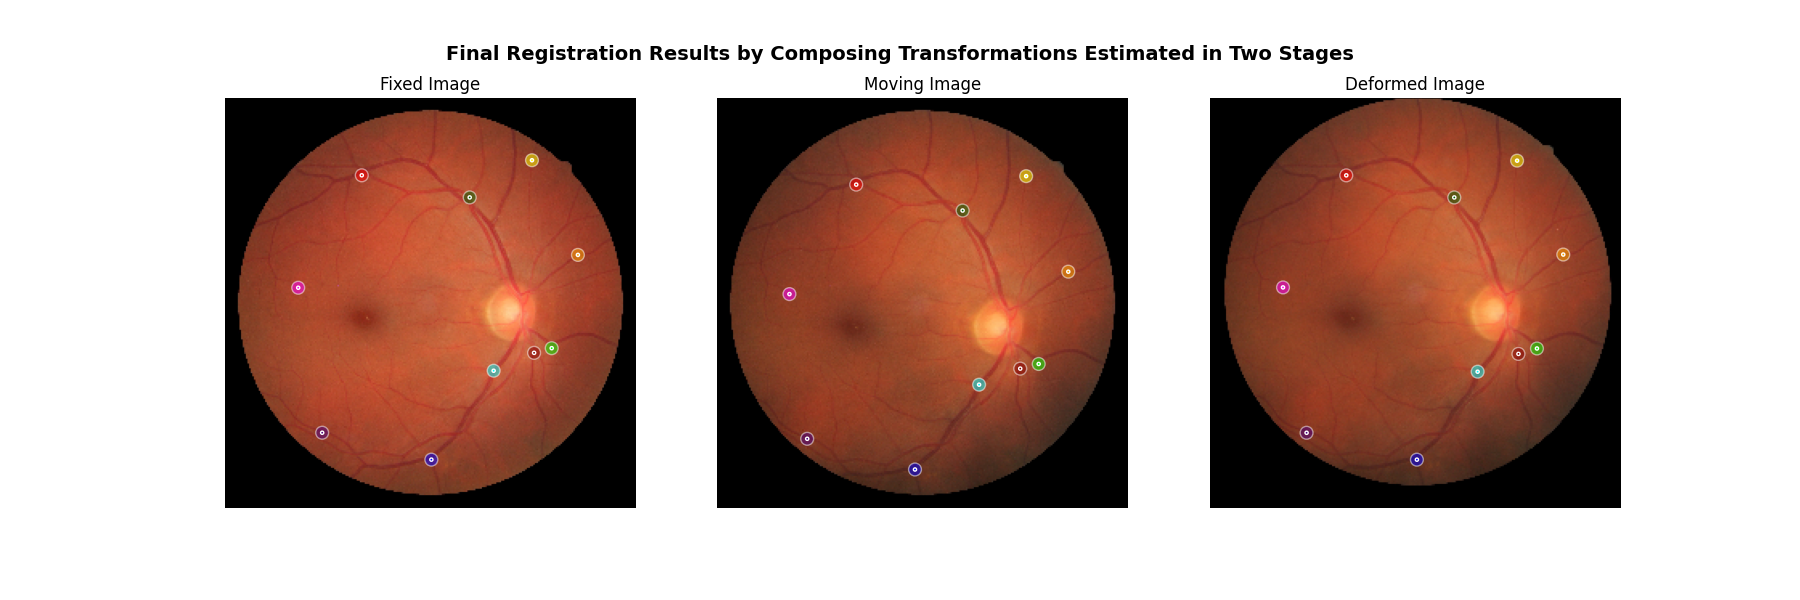 Final Registration Results by Composing Transformations Estimated in Two Stages
Fixed Image
Moving Image
Deformed Image